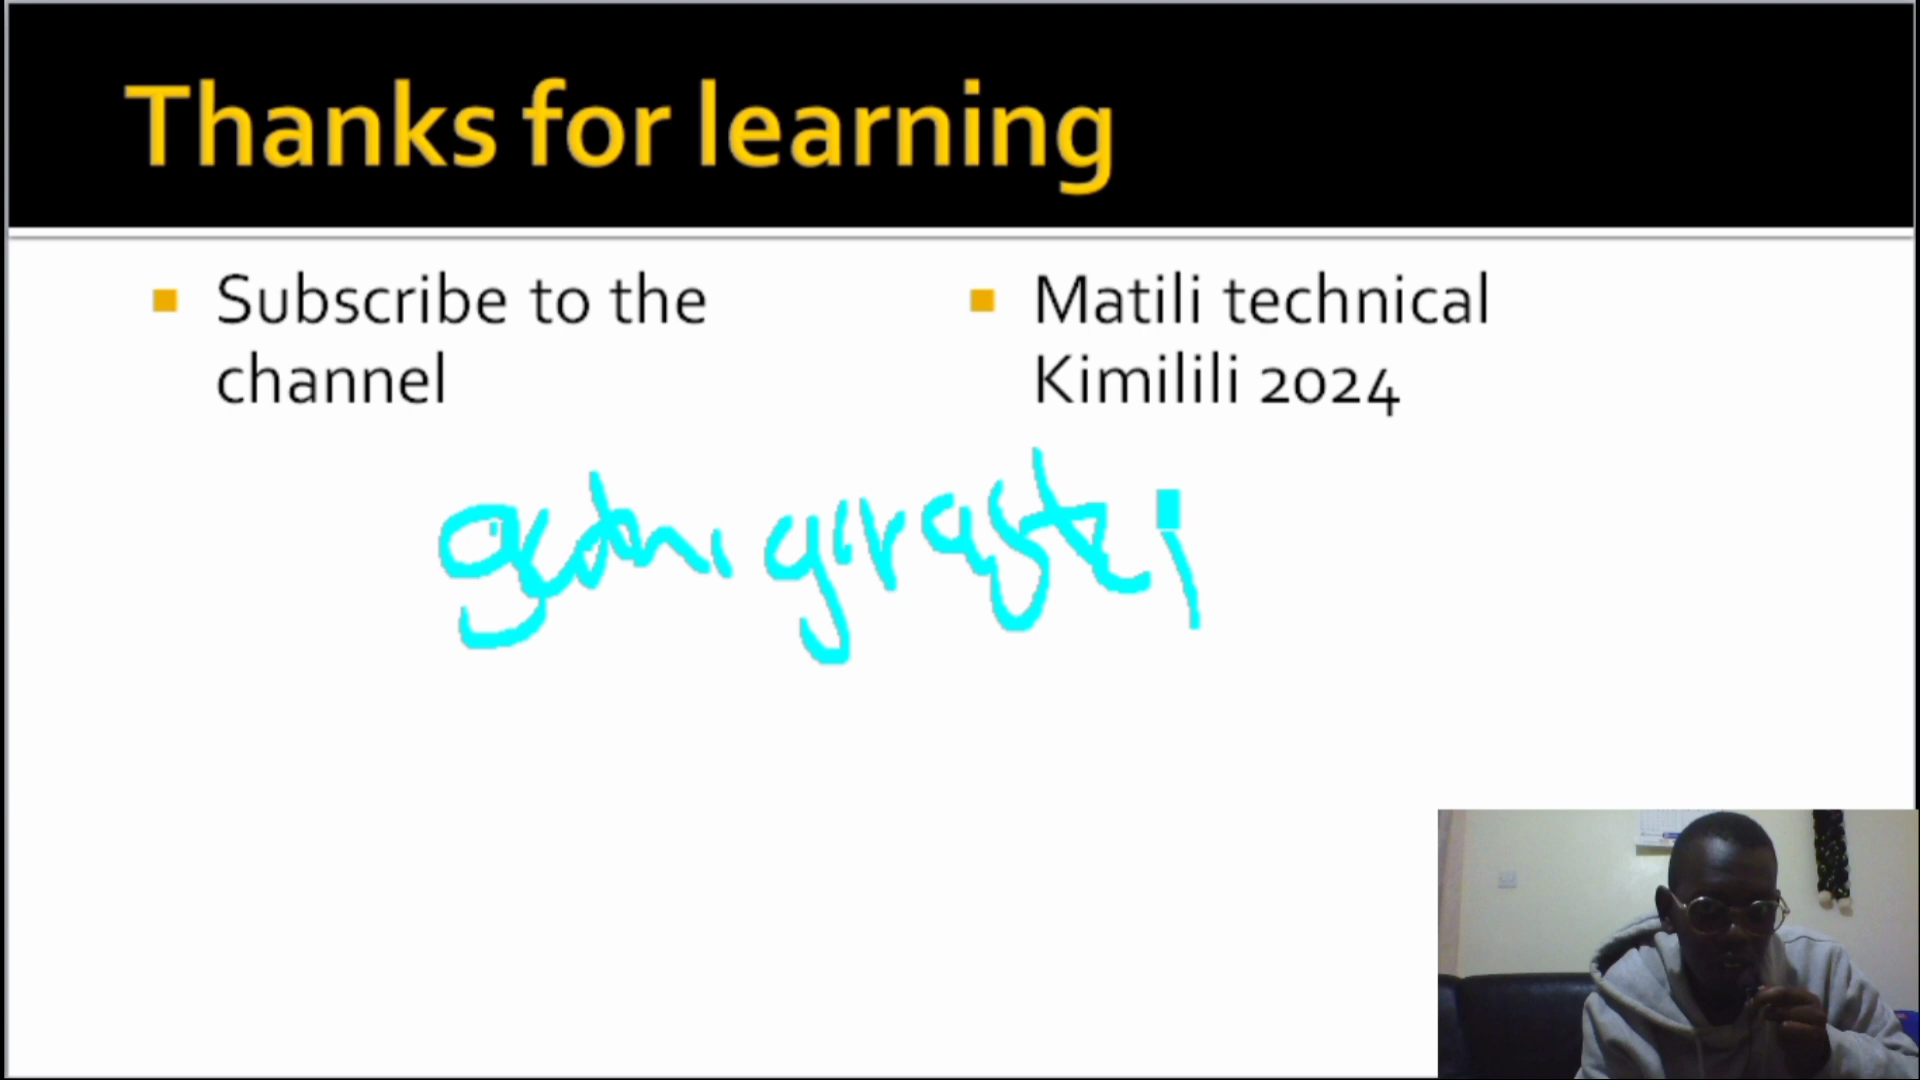 Thanks for learning
Subscribe to the
channel
Matili technical
Kimilili 2024